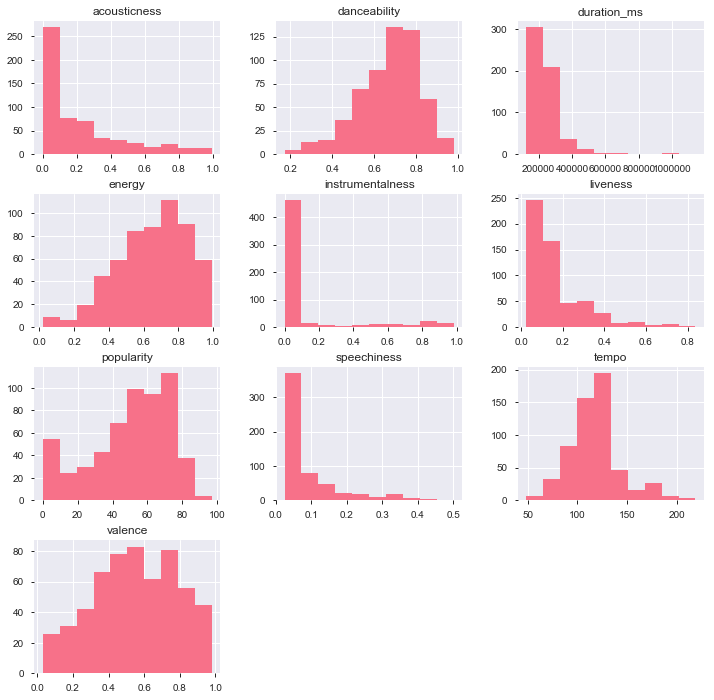 acousticness
250
200
150
100
50
0
0.0 0.2 0.4 0.6 0.8 1.0
danceability
125
100
75
50
25
0
0.2 0.4 0.6 0.8 1.0
duration_ms
300
200
100
0
200000 400000 600000 800000 1000000
energy
100
80
60
40
20
0
0.0 0.2 0.4 0.6 0.8 1.0
instrumentalness
400
300
200
100
0
0.0 0.2 0.4 0.6 0.8 1.0
liveness
250
200
150
100
50
0
0.0 0.2 0.4 0.6 0.8
popularity
100
80
60
40
20
0
0 20 40 60 80 100
speechiness
300
200
100
0
0.0 0.1 0.2 0.3 0.4 0.5
tempo
200
150
100
50
0
50 100 150 200
valence
80
60
40
20
0
0.0 0.2 0.4 0.6 0.8 1.0